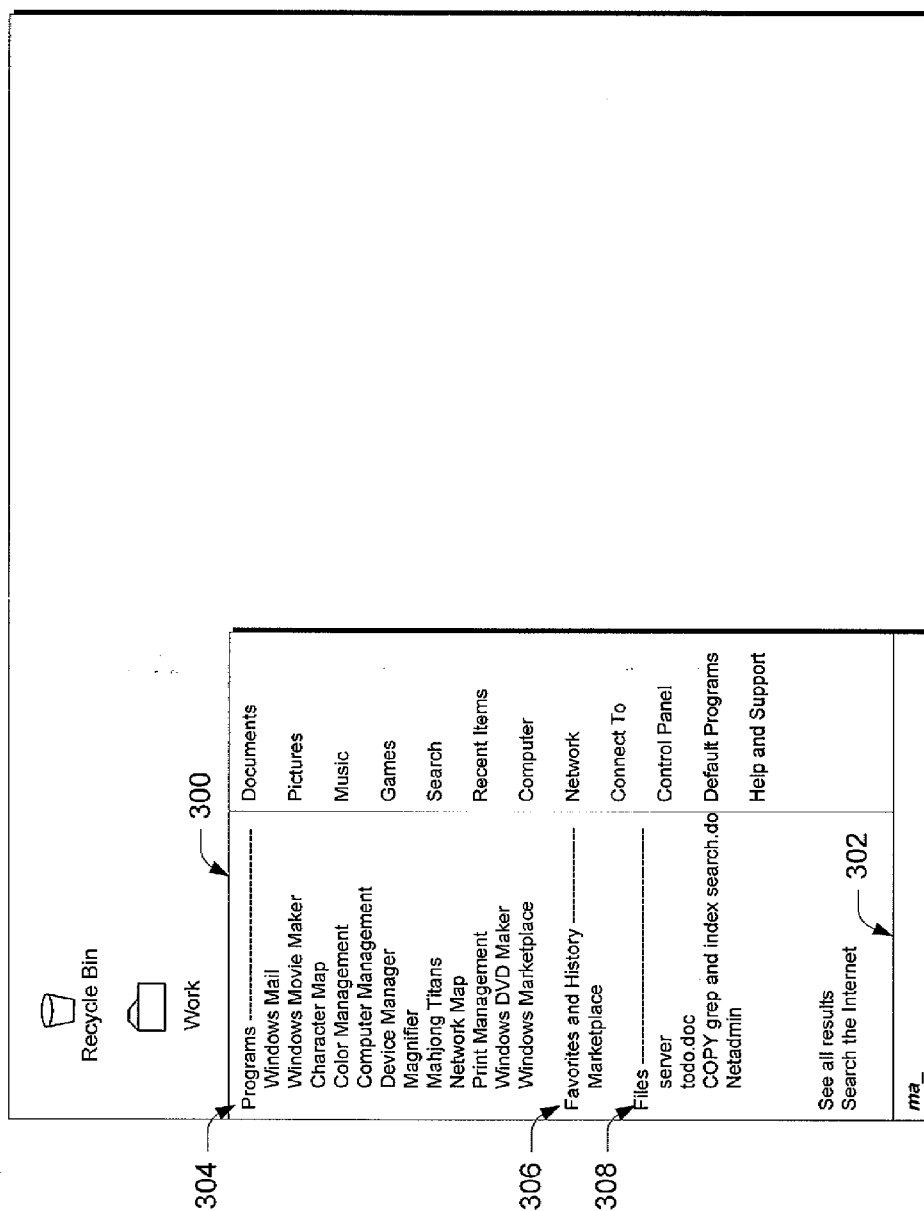 Recycle Bin
Work
300
304
Programs ----------------------------
Windows Mail
Windows Movie Maker
Character Map
Color Management
Computer Management
Device Manager
Magnifier
Mahjong Titans
Network Map
Print Management
Windows DVD Maker
Windows Marketplace
306
Favorites and History ------------
Marketplace
308
Files ----------------------------------
server
todo.doc
COPY grep and index search.do
Netadmin
See all results
Search the Internet
302
ma_
Documents
Pictures
Music
Games
Search
Recent Items
Computer
Network
Connect To
Control Panel
Default Programs
Help and Support